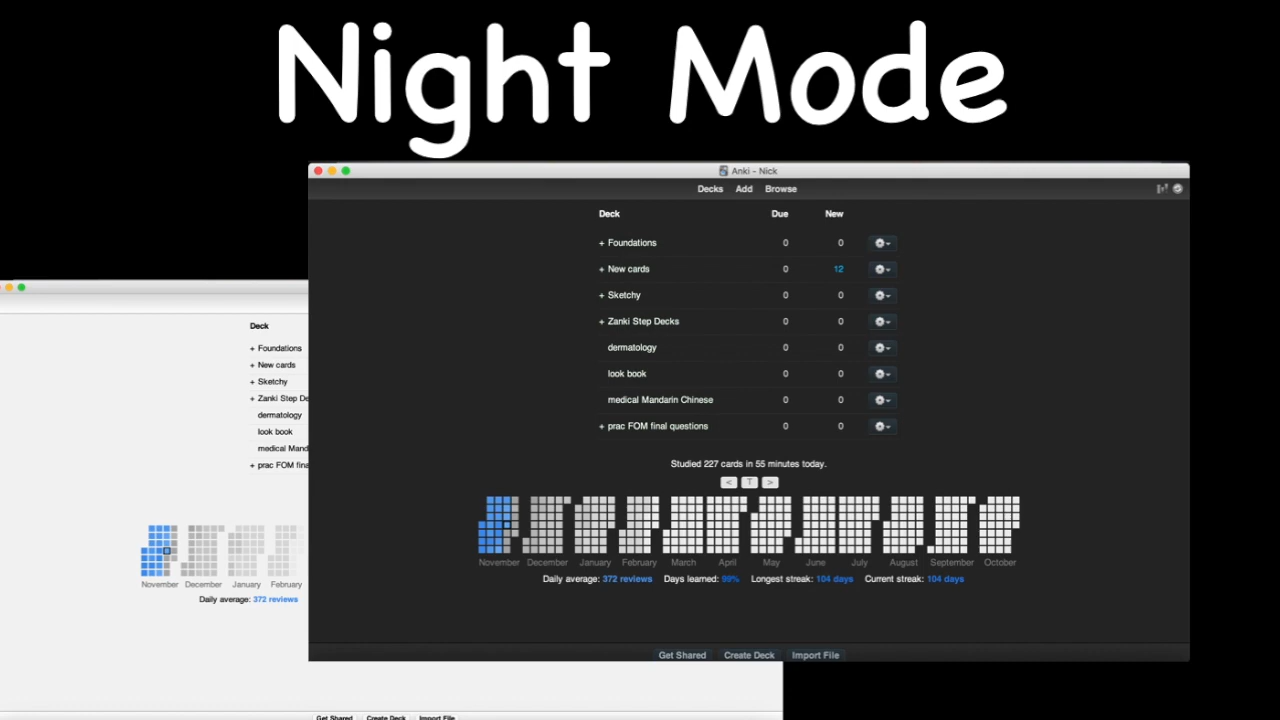 Night Mode
Anki - Nick
Decks Add Browse
Deck Due New
+ Foundations 0 0
+ New cards 0 12
+ Sketchy 0 0
+ Zanki Step Decks 0 0
dermatology 0 0
look book 0 0
medical Mandarin Chinese 0 0
+ prac FOM final questions 0 0
Studied 227 cards in 55 minutes today.
< T >
November December January February March April May June July August September October
Daily average: 372 reviews Days learned: 99% Longest streak: 104 days Current streak: 104 days
Get Shared Create Deck Import File
Deck
+ Foundations
+ New cards
+ Sketchy
+ Zanki Step De
dermatology
look book
medical Mand
+ prac FOM fina
November December January February
Daily average: 372 reviews
Get Shared Create Deck Import File